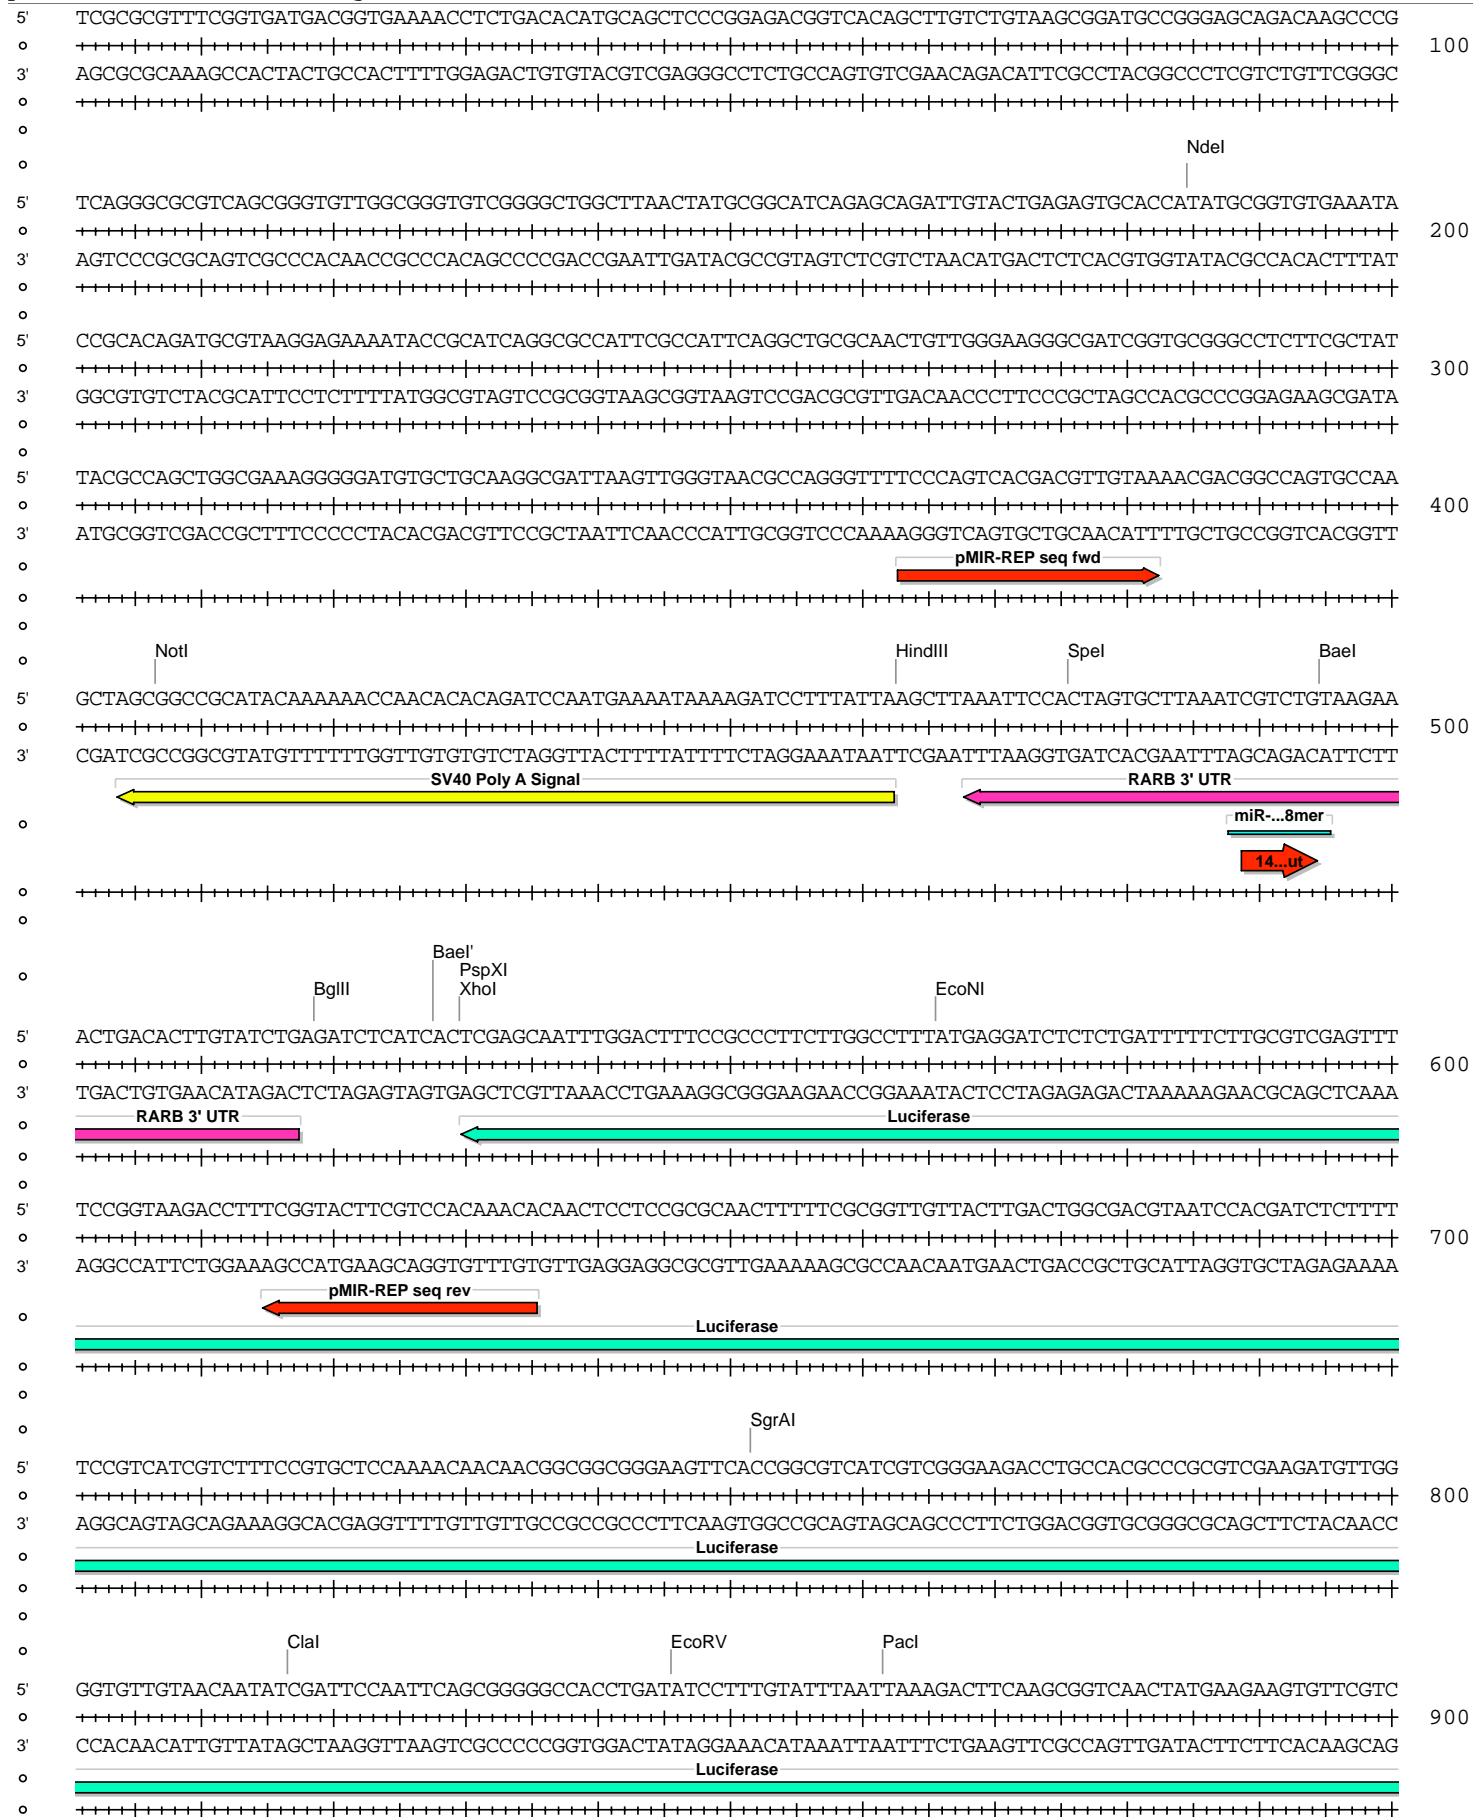 5' TCGCGCGTTTCGGTGATGACGGTGAAAACCTCTGACACATGCAGCTCCCGGAGACGGTCACAGCTTGTCTGTAAGCGGATGCCGGGAGCAGACAAGCCCG
100
3' AGCGCGCAAAGCCACTACTGCCACTTTTGGAGACTGTGTACGTCGAGGGCCTCTGCCAGTGTCGAACAGACATTCGCCTACGGCCCTCGTCTGTTCGGGC
NdeI
5' TCAGGGCGCGTCAGCGGGTGTTGGCGGGTGTCGGGGCTGGCTTAACTATGCGGCATCAGAGCAGATTGTACTGAGAGTGCACCATATGCGGTGTGAAATA
200
3' AGTCCCGCGCAGTCGCCCACAACCGCCCACAGCCCCGACCGAATTGATACGCCGTAGTCTCGTCTAACATGACTCTCACGTGGTATACGCCACACTTTAT
5' CCGCACAGATGCGTAAGGAGAAAATACCGCATCAGGCGCCATTCGCCATTCAGGCTGCGCAACTGTTGGGAAGGGCGATCGGTGCGGGCCTCTTCGCTAT
300
3' GGCGTGTCTACGCATTCCTCTTTTATGGCGTAGTCCGCGGTAAGCGGTAAGTCCGACGCGTTGACAACCCTTCCCGCTAGCCACGCCCGGAGAAGCGATA
5' TACGCCAGCTGGCGAAAGGGGGATGTGCTGCAAGGCGATTAAGTTGGGTAACGCCAGGGTTTTCCCAGTCACGACGTTGTAAAACGACGGCCAGTGCCAA
400
3' ATGCGGTCGACCGCTTTCCCCCTACACGACGTTCCGCTAATTCAACCCATTGCGGTCCCAAAAGGGTCAGTGCTGCAACATTTTGCTGCCGGTCACGGTT
pMIR-REP seq fwd
NotI HindIII SpeI BaeI
5' GCTAGCGGCCGCATACAAAAAACCAACACACAGATCCAATGAAAATAAAAGATCCTTTATTAAGCTTAAATTCCACTAGTGCTTAAATCGTCTGTAAGAA
500
3' CGATCGCCGGCGTATGTTTTTTGGTTGTGTGTCTAGGTTACTTTTATTTTCTAGGAAATAATTCGAATTTAAGGTGATCACGAATTTAGCAGACATTCTT
SV40 Poly A Signal RARB 3' UTR
miR-...8mer
14...ut
BaeI'
PspXI
BglII XhoI EcoNI
5' ACTGACACTTGTATCTGAGATCTCATCACTCGAGCAATTTGGACTTTCCGCCCTTCTTGGCCTTTATGAGGATCTCTCTGATTTTTCTTGCGTCGAGTTT
600
3' TGACTGTGAACATAGACTCTAGAGTAGTGAGCTCGTTAAACCTGAAAGGCGGGAAGAACCGGAAATACTCCTAGAGAGACTAAAAAGAACGCAGCTCAAA
RARB 3' UTR Luciferase
5' TCCGGTAAGACCTTTCGGTACTTCGTCCACAAACACAACTCCTCCGCGCAACTTTTTCGCGGTTGTTACTTGACTGGCGACGTAATCCACGATCTCTTTT
700
3' AGGCCATTCTGGAAAGCCATGAAGCAGGTGTTTGTGTTGAGGAGGCGCGTTGAAAAAGCGCCAACAATGAACTGACCGCTGCATTAGGTGCTAGAGAAAA
pMIR-REP seq rev
Luciferase
SgrAI
5' TCCGTCATCGTCTTTCCGTGCTCCAAAACAACAACGGCGGCGGGAAGTTCACCGGCGTCATCGTCGGGAAGACCTGCCACGCCCGCGTCGAAGATGTTGG
800
3' AGGCAGTAGCAGAAAGGCACGAGGTTTTGTTGTTGCCGCCGCCCTTCAAGTGGCCGCAGTAGCAGCCCTTCTGGACGGTGCGGGCGCAGCTTCTACAACC
Luciferase
ClaI EcoRV PacI
5' GGTGTTGTAACAATATCGATTCCAATTCAGCGGGGGCCACCTGATATCCTTTGTATTTAATTAAAGACTTCAAGCGGTCAACTATGAAGAAGTGTTCGTC
900
3' CCACAACATTGTTATAGCTAAGGTTAAGTCGCCCCCGGTGGACTATAGGAAACATAAATTAATTTCTGAAGTTCGCCAGTTGATACTTCTTCACAAGCAG
Luciferase